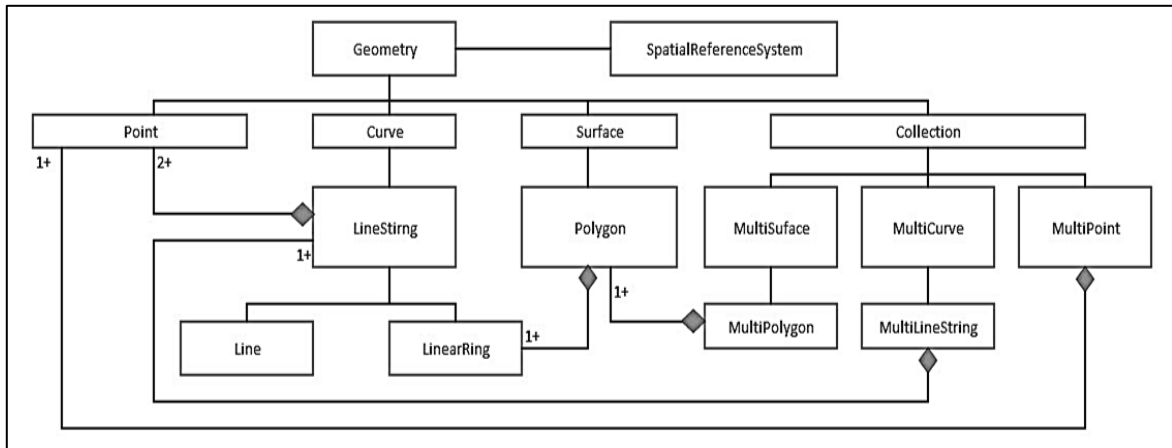 Geometry
SpatialReferenceSystem
Point
Curve
Surface
Collection
1+
2+
LineStirng
Polygon
MultiSuface
MultiCurve
MultiPoint
1+
1+
Line
LinearRing
1+
MultiPolygon
MultiLineString